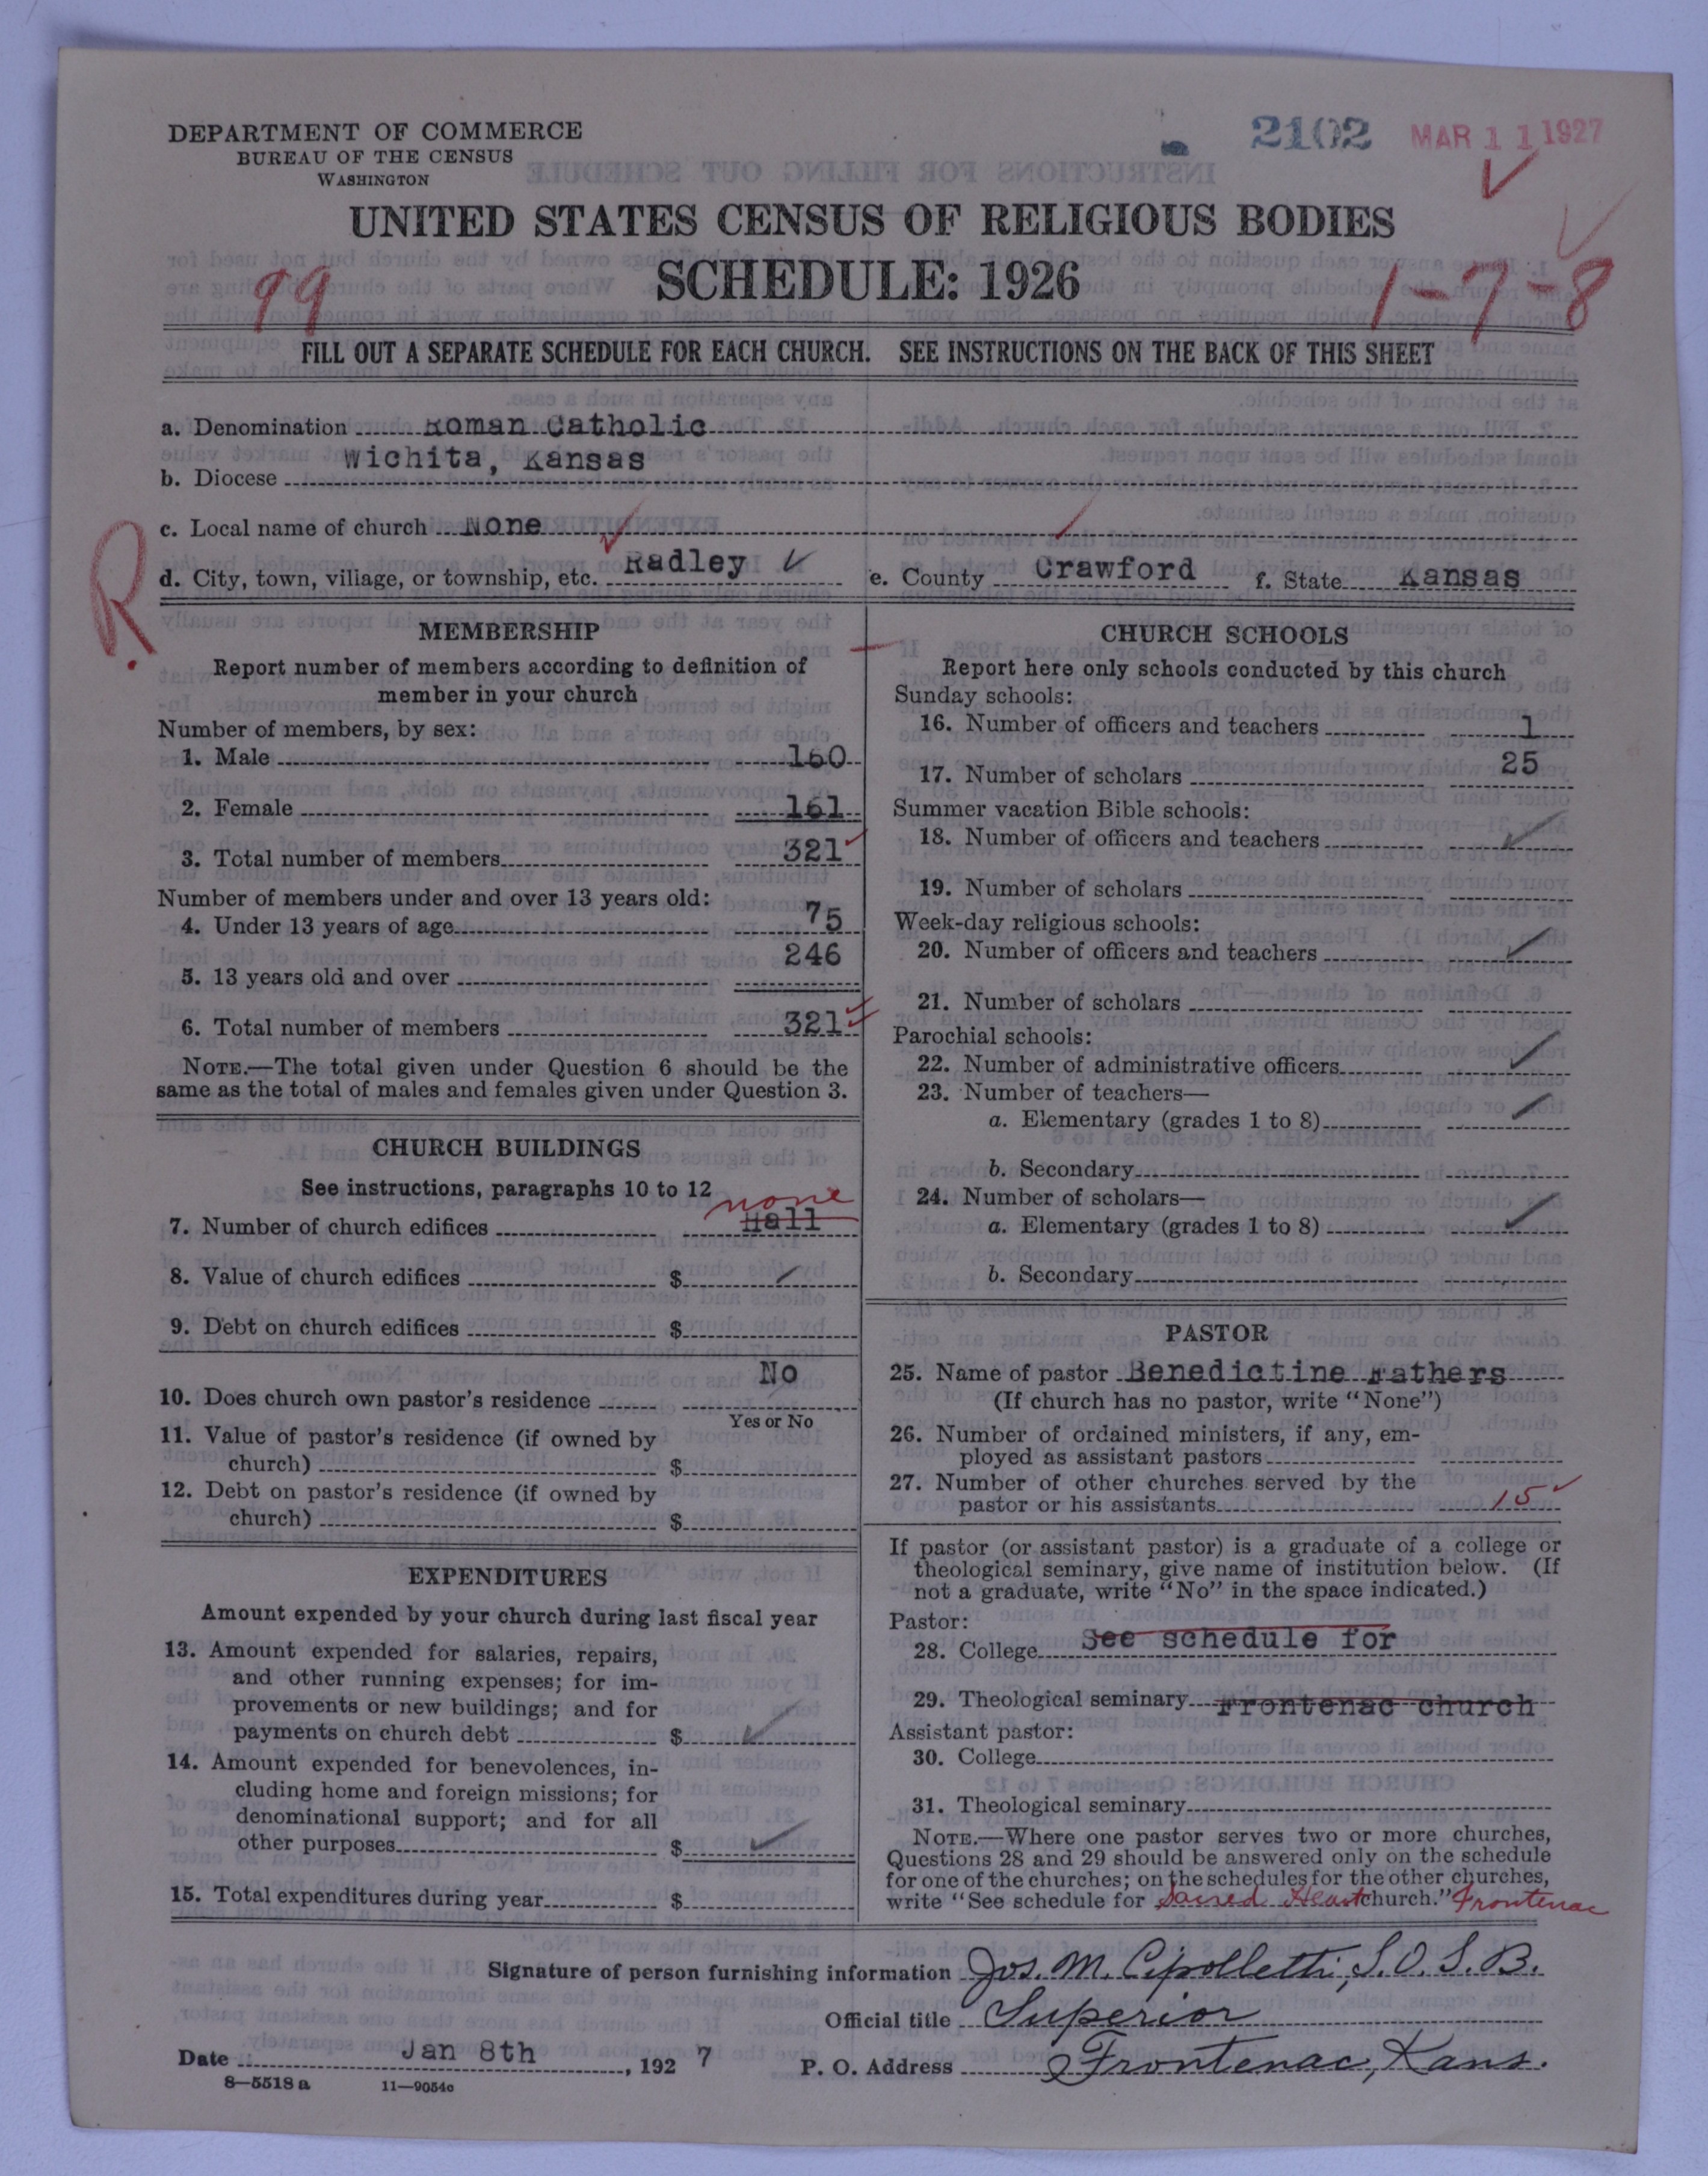 DEPARTMENT OF COMMERCE
BUREAU OF THE CENSUS
WASHINGTON
2102 MAR 11 1927
UNITED STATES CENSUS OF RELIGIOUS BODIES
SCHEDULE: 1926
99
1-7-8
FILL OUT A SEPARATE SCHEDULE FOR EACH CHURCH. SEE INSTRUCTIONS ON THE BACK OF THIS SHEET
a. Denomination Roman Catholic
b. Diocese Wichita, Kansas
c. Local name of church None
R.
d. City, town, village, or township, etc. Radley e. County Crawford f. State Kansas
MEMBERSHIP
Report number of members according to definition of
member in your church
Number of members, by sex:
1. Male 160
2. Female 161
3. Total number of members 321
Number of members under and over 13 years old:
4. Under 13 years of age 75
5. 13 years old and over 246
6. Total number of members 321
NOTE.—The total given under Question 6 should be the
same as the total of males and females given under Question 3.
CHURCH BUILDINGS
See instructions, paragraphs 10 to 12
none
7. Number of church edifices Hall
8. Value of church edifices $
9. Debt on church edifices $
10. Does church own pastor's residence No
Yes or No
11. Value of pastor's residence (if owned by
church) $
12. Debt on pastor's residence (if owned by
church) $
EXPENDITURES
Amount expended by your church during last fiscal year
13. Amount expended for salaries, repairs,
and other running expenses; for im-
provements or new buildings; and for
payments on church debt $
14. Amount expended for benevolences, in-
cluding home and foreign missions; for
denominational support; and for all
other purposes $
15. Total expenditures during year $
CHURCH SCHOOLS
Report here only schools conducted by this church
Sunday schools:
16. Number of officers and teachers 1
17. Number of scholars 25
Summer vacation Bible schools:
18. Number of officers and teachers
19. Number of scholars
Week-day religious schools:
20. Number of officers and teachers
21. Number of scholars
Parochial schools:
22. Number of administrative officers
23. Number of teachers—
a. Elementary (grades 1 to 8)
b. Secondary
24. Number of scholars—
a. Elementary (grades 1 to 8)
b. Secondary
PASTOR
25. Name of pastor Benedictine Fathers
(If church has no pastor, write "None")
26. Number of ordained ministers, if any, em-
ployed as assistant pastors
27. Number of other churches served by the
pastor or his assistants 15
If pastor (or assistant pastor) is a graduate of a college or
theological seminary, give name of institution below. (If
not a graduate, write "No" in the space indicated.)
Pastor:
28. College See schedule for
29. Theological seminary Frontenac church
Assistant pastor:
30. College
31. Theological seminary
NOTE.—Where one pastor serves two or more churches,
Questions 28 and 29 should be answered only on the schedule
for one of the churches; on the schedules for the other churches,
write "See schedule for Sacred Heart church." Frontenac
Signature of person furnishing information Jos. M. Cipolletti, S. O. S. B.
Official title Superior
Date Jan 8th, 1927 P. O. Address Frontenac, Kans.
8—5518 a 11—9054c